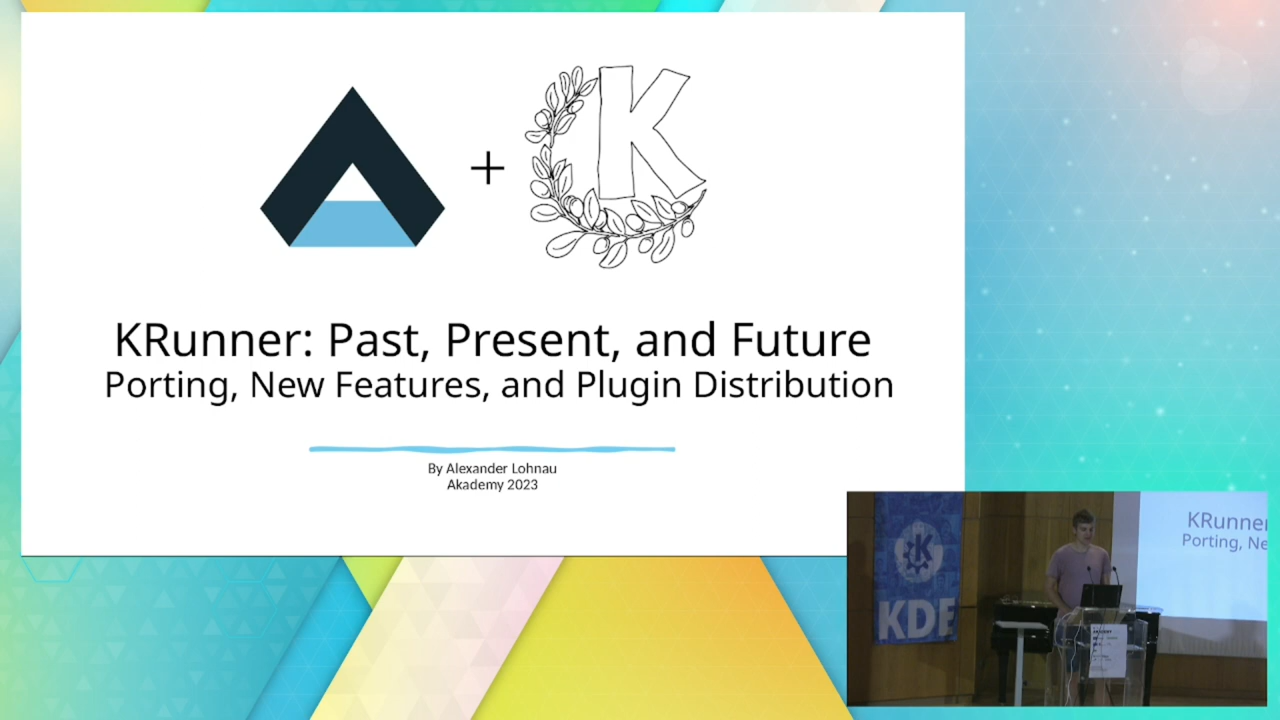 K
KRunner: Past, Present, and Future
Porting, New Features, and Plugin Distribution
By Alexander Lohnau
Akademy 2023
K
KDE
KRunner
Porting, Ne